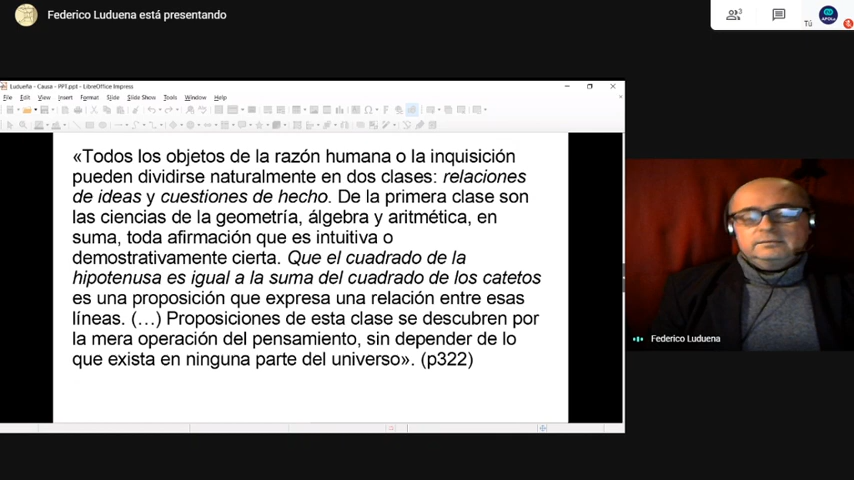 Federico Luduena está presentando
3
Tú
APOLa
Ludueña - Causa - PPT.ppt - LibreOffice Impress
File Edit View Insert Format Slide Slide Show Tools Window Help
«Todos los objetos de la razón humana o la inquisición
pueden dividirse naturalmente en dos clases: relaciones
de ideas y cuestiones de hecho. De la primera clase son
las ciencias de la geometría, álgebra y aritmética, en
suma, toda afirmación que es intuitiva o
demostrativamente cierta. Que el cuadrado de la
hipotenusa es igual a la suma del cuadrado de los catetos
es una proposición que expresa una relación entre esas
líneas. (…) Proposiciones de esta clase se descubren por
la mera operación del pensamiento, sin depender de lo
que exista en ninguna parte del universo». (p322)
Federico Luduena